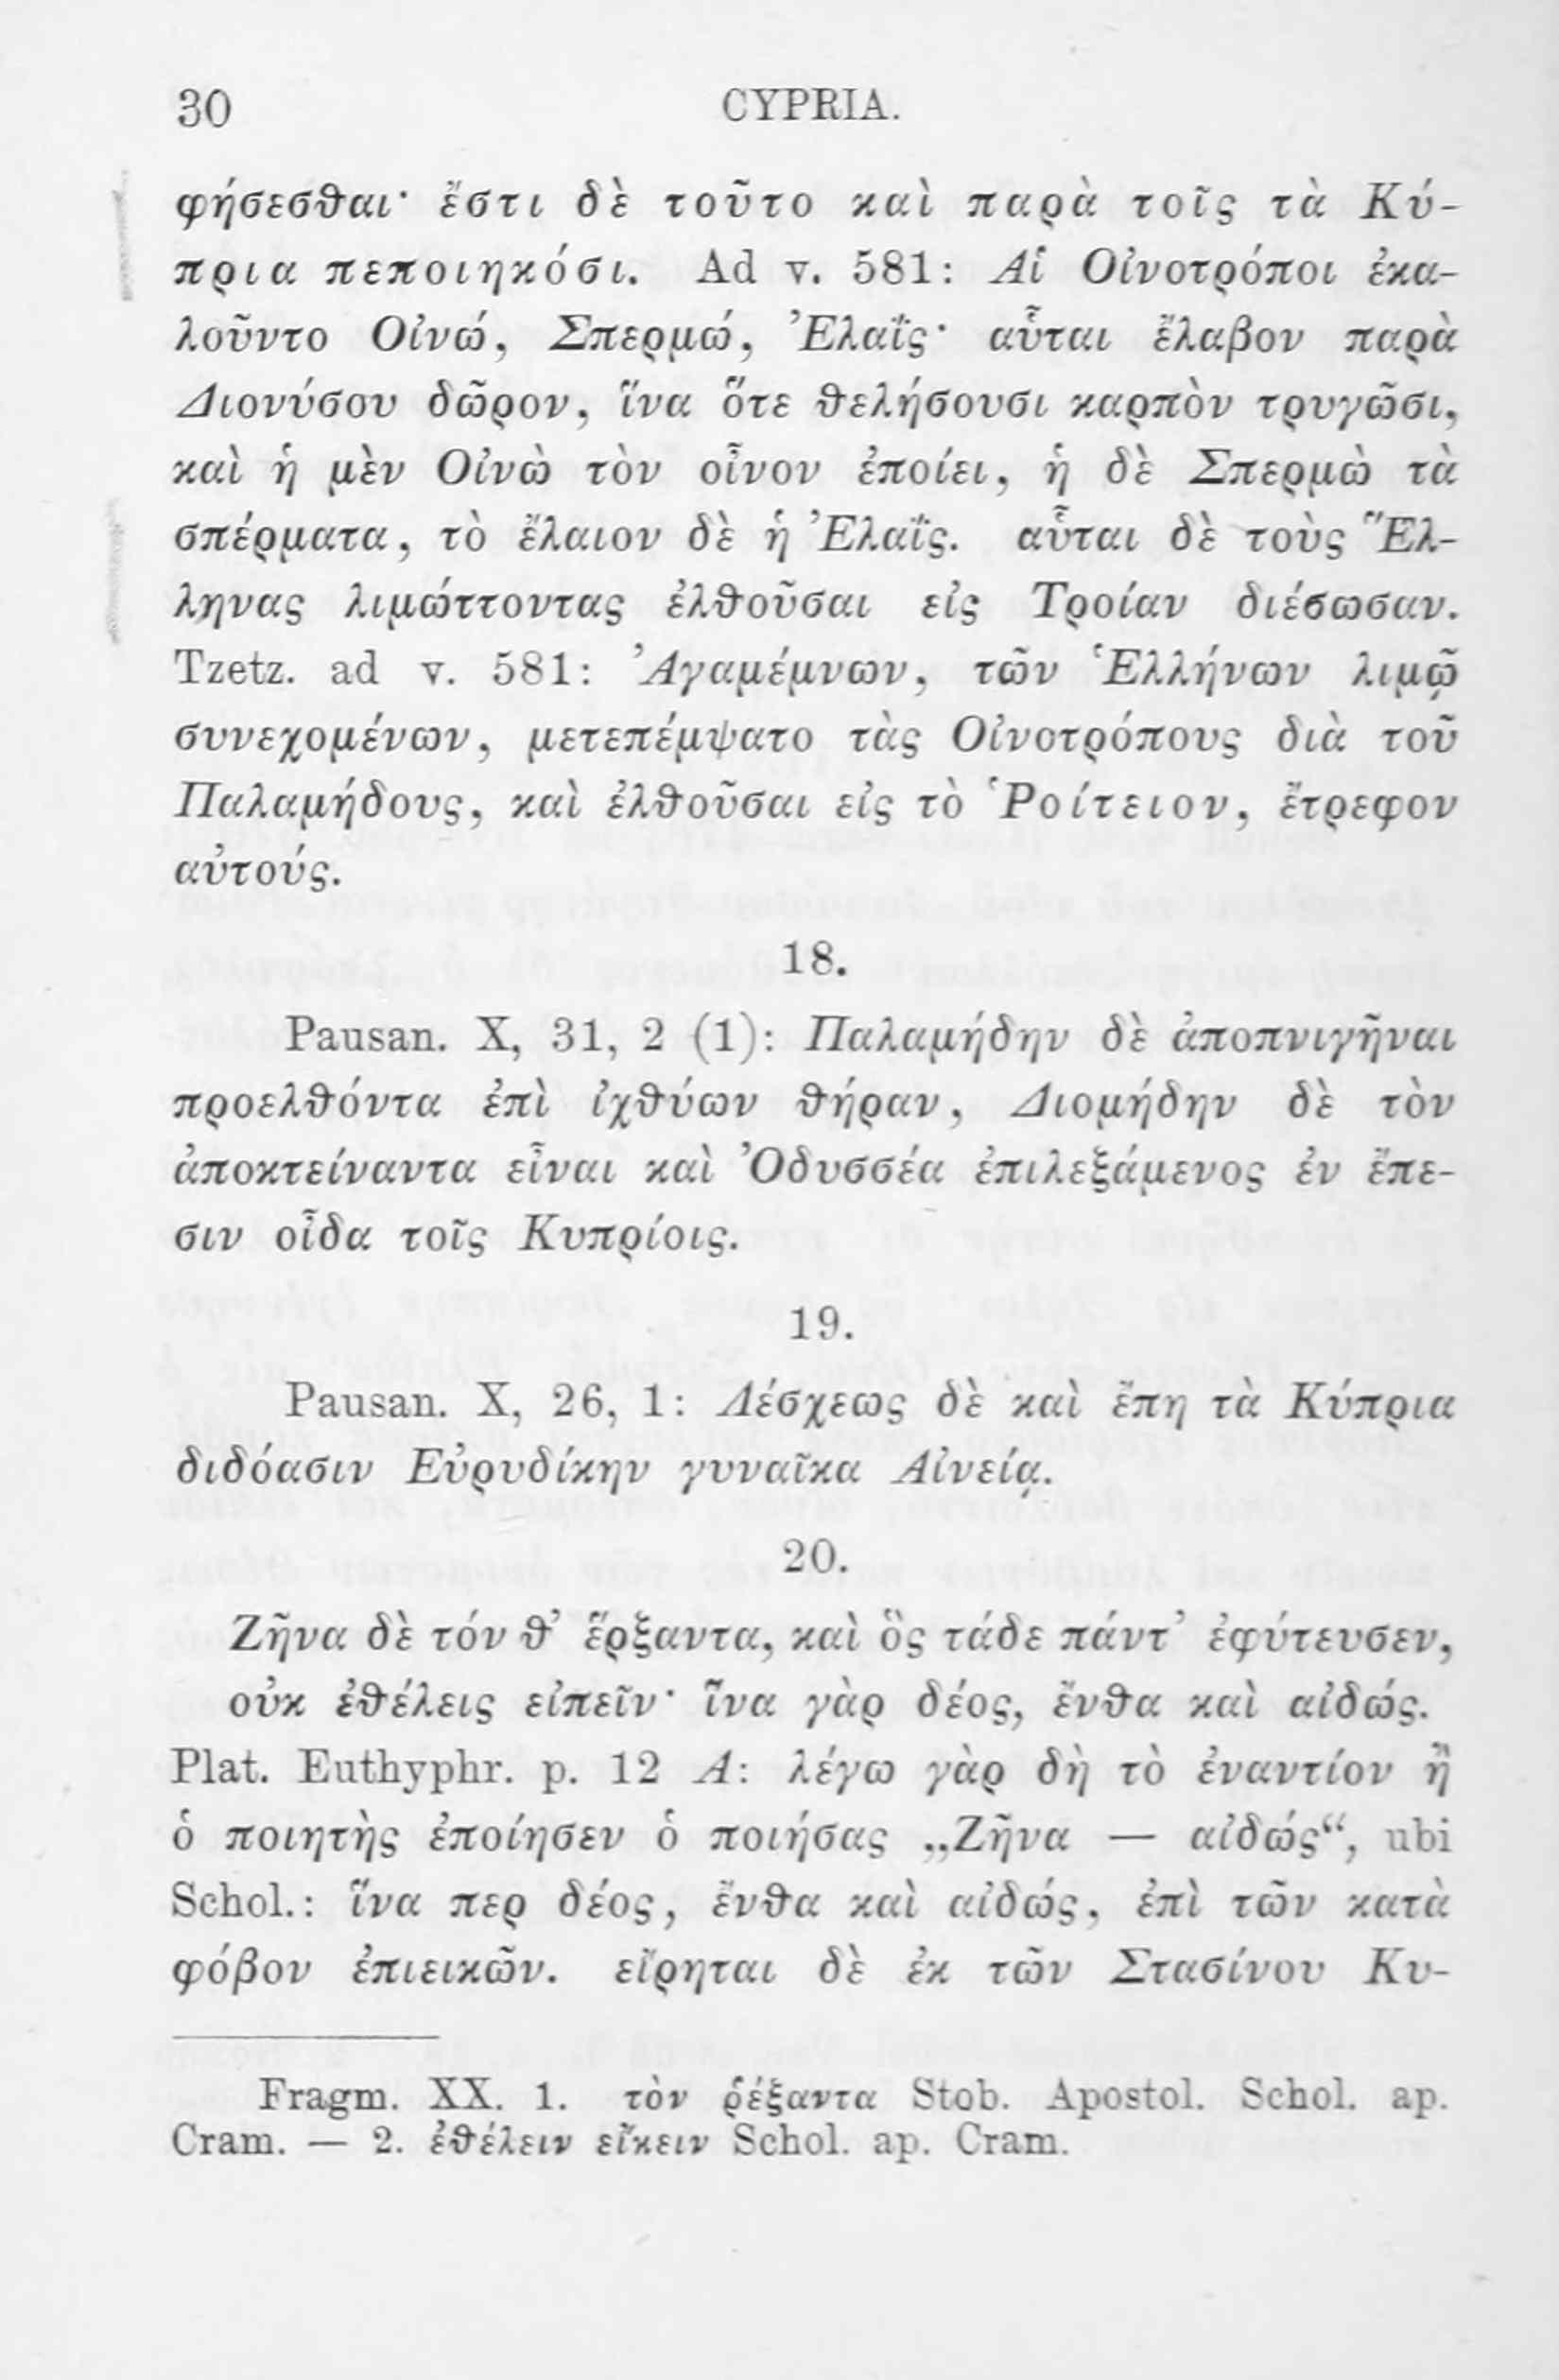 30 CYPRIA.
φήσεσθαι· ἔστι δὲ τοῦτο καὶ παρὰ τοῖς τὰ Κύ-
πρια πεποιηκόσι. Ad v. 581: Αἱ Οἰνοτρόποι ἐκα-
λοῦντο Οἰνώ, Σπερμώ, Ἐλαΐς· αὗται ἔλαβον παρὰ
Διονύσου δῶρον, ἵνα ὅτε θελήσουσι καρπὸν τρυγῶσι,
καὶ ἡ μὲν Οἰνὼ τὸν οἶνον ἐποίει, ἡ δὲ Σπερμὼ τὰ
σπέρματα, τὸ ἔλαιον δὲ ἡ Ἐλαΐς. αὗται δὲ τοὺς Ἕλ-
ληνας λιμώττοντας ἐλθοῦσαι εἰς Τροίαν διέσωσαν.
Tzetz. ad v. 581: Ἀγαμέμνων, τῶν Ἑλλήνων λιμῷ
συνεχομένων, μετεπέμψατο τὰς Οἰνοτρόπους διὰ τοῦ
Παλαμήδους, καὶ ἐλθοῦσαι εἰς τὸ Ῥοίτειον, ἔτρεφον
αὐτούς.
18.
Pausan. X, 31, 2 (1): Παλαμήδην δὲ ἀποπνιγῆναι
προελθόντα ἐπὶ ἰχθύων θήραν, Διομήδην δὲ τὸν
ἀποκτείναντα εἶναι καὶ Ὀδυσσέα ἐπιλεξάμενος ἐν ἔπε-
σιν οἶδα τοῖς Κυπρίοις.
19.
Pausan. X, 26, 1: Λέσχεως δὲ καὶ ἔπη τὰ Κύπρια
διδόασιν Εὐρυδίκην γυναῖκα Αἰνείᾳ.
20.
Ζῆνα δὲ τόν θ’ ἕρξαντα, καὶ ὃς τάδε πάντ’ ἐφύτευσεν,
οὐκ ἐθέλεις εἰπεῖν· ἵνα γὰρ δέος, ἔνθα καὶ αἰδώς.
Plat. Euthyphr. p. 12 A: λέγω γὰρ δὴ τὸ ἐναντίον ἢ
ὁ ποιητὴς ἐποίησεν ὁ ποιήσας „Ζῆνα — αἰδώς“, ubi
Schol.: ἵνα περ δέος, ἔνθα καὶ αἰδώς, ἐπὶ τῶν κατὰ
φόβον ἐπιεικῶν. εἴρηται δὲ ἐκ τῶν Στασίνου Κυ-
Fragm. XX. 1. τὸν ῥέξαντα Stob. Apostol. Schol. ap.
Cram. — 2. ἐθέλειν εἴκειν Schol. ap. Cram.